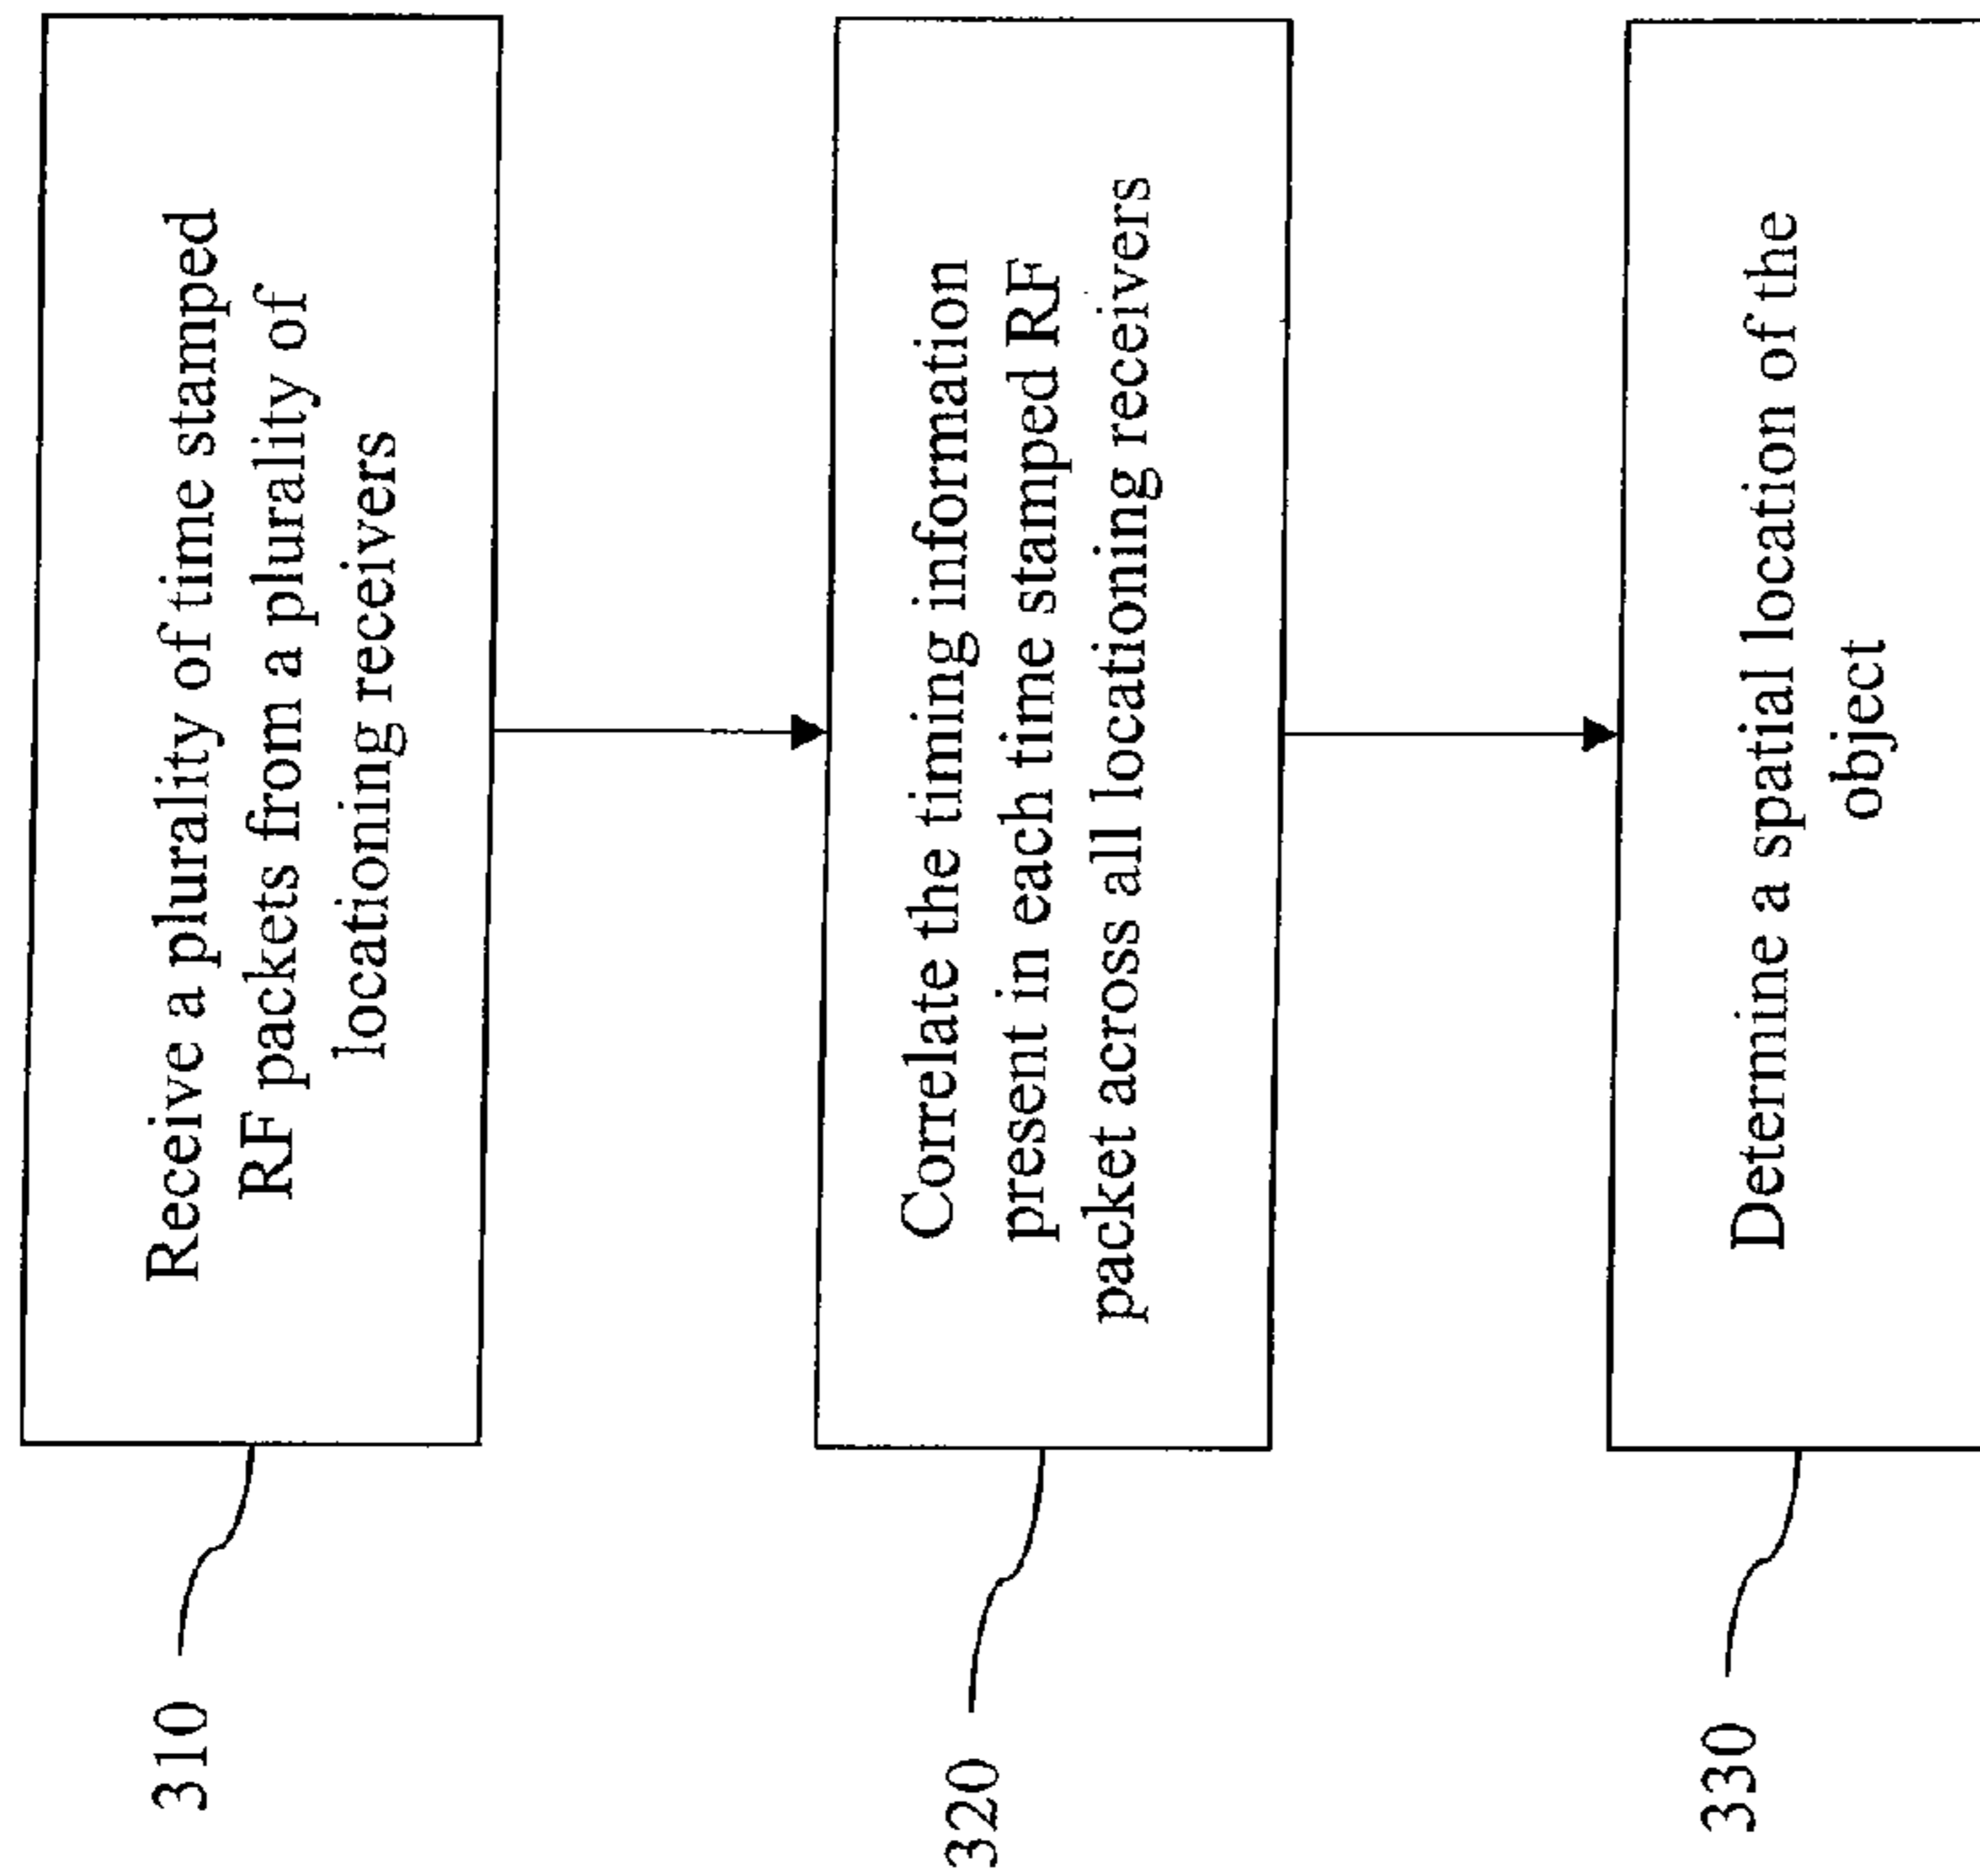 310
Receive a plurality of time stamped
RF packets from a plurality of
locationing receivers
320
Correlate the timing information
present in each time stamped RF
packet across all locationing receivers
330
Determine a spatial location of the
object